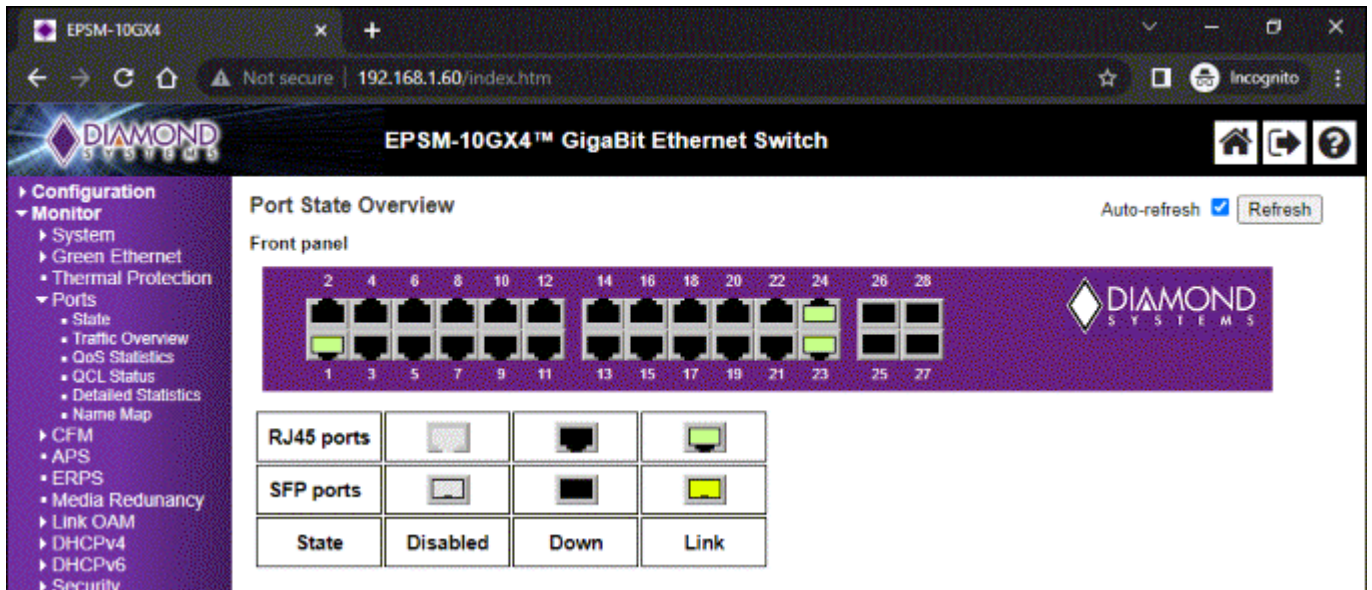 EPSM-10GX4
Not secure | 192.168.1.60/index.htm
Incognito
DIAMOND
SYSTEMS
EPSM-10GX4™ GigaBit Ethernet Switch
Configuration
Monitor
System
Green Ethernet
Thermal Protection
Ports
State
Traffic Overview
QoS Statistics
QCL Status
Detailed Statistics
Name Map
CFM
APS
ERPS
Media Redunancy
Link OAM
DHCPv4
DHCPv6
Security
Port State Overview
Auto-refresh Refresh
Front panel
2 4 6 8 10 12 14 16 18 20 22 24 26 28
DIAMOND
SYSTEMS
1 3 5 7 9 11 13 15 17 19 21 23 25 27
RJ45 ports
SFP ports
State Disabled Down Link